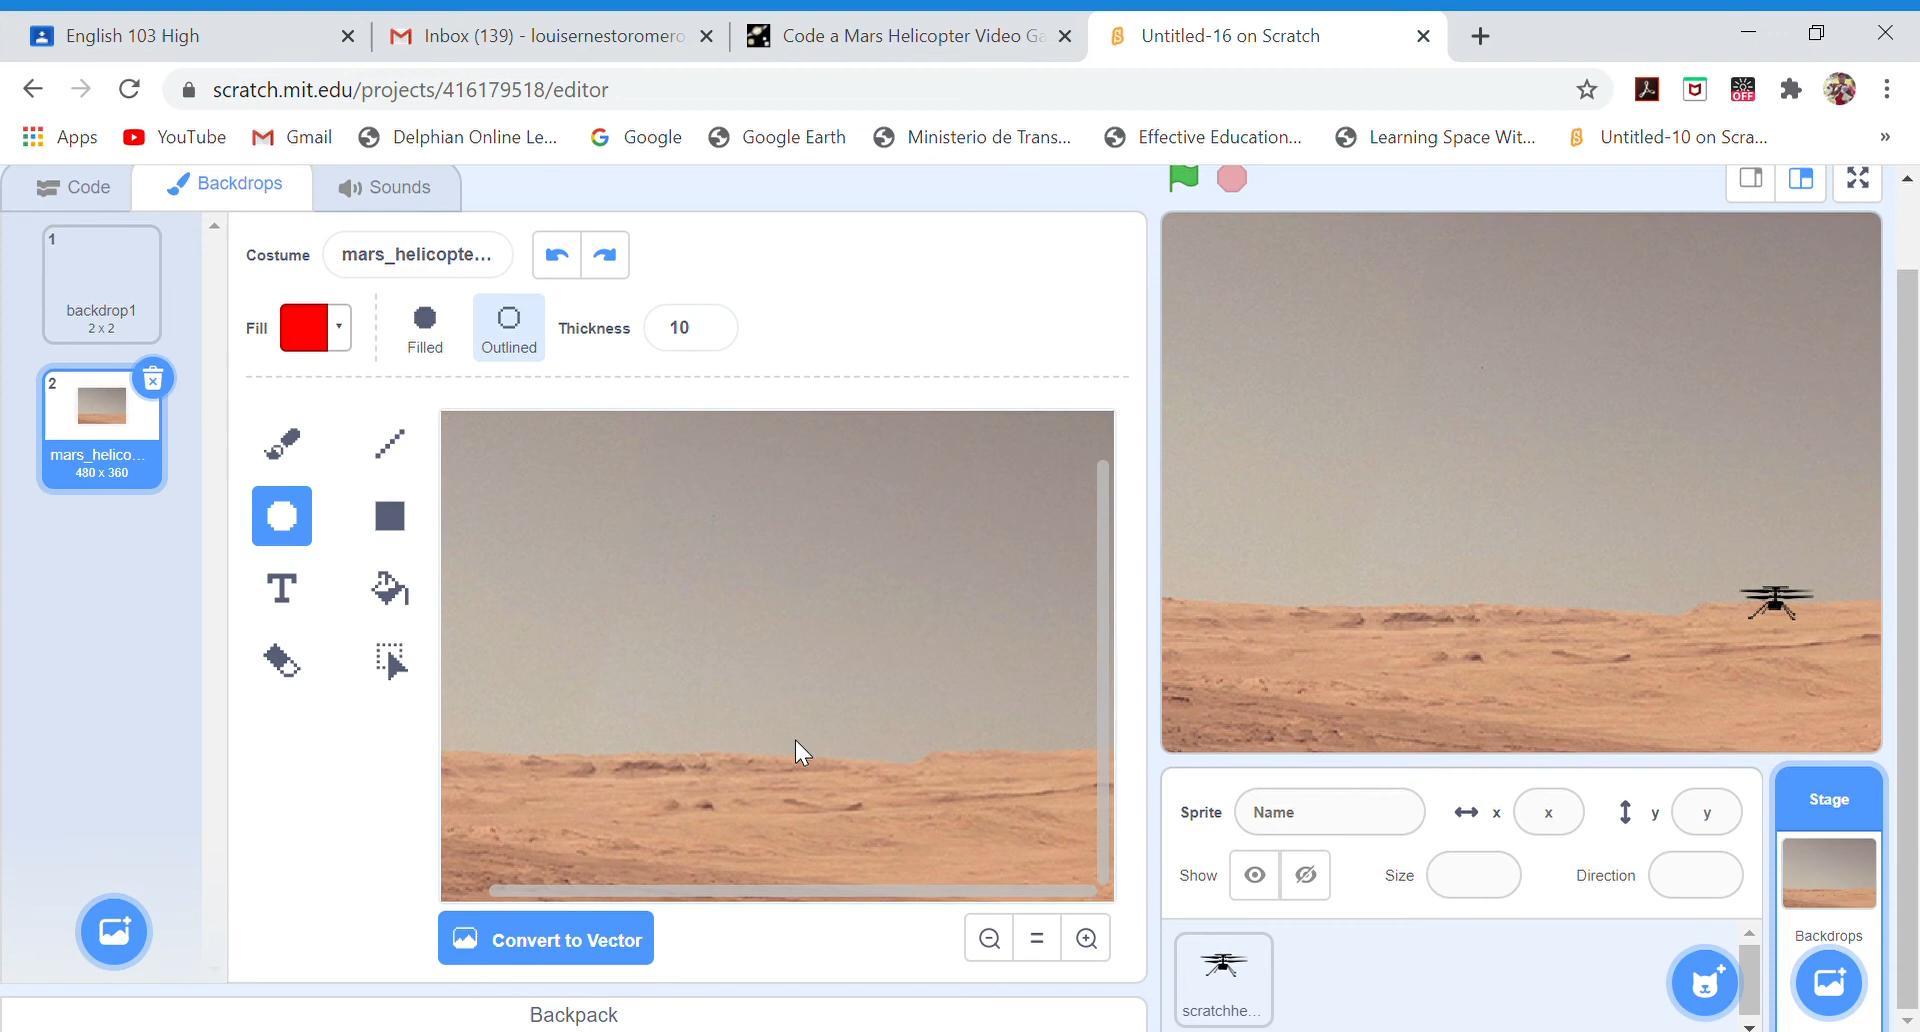 English 103 High
Inbox (139) - louisernestoromero
Code a Mars Helicopter Video Ga
Untitled-16 on Scratch
scratch.mit.edu/projects/416179518/editor
OFF
Apps
YouTube
Gmail
Delphian Online Le...
Google
Google Earth
Ministerio de Trans...
Effective Education...
Learning Space Wit...
Untitled-10 on Scra...
»
Code
Backdrops
Sounds
1
backdrop1
2 x 2
2
mars_helico...
480 x 360
Costume
mars_helicopte...
Fill
Filled
Outlined
Thickness
10
T
Convert to Vector
=
Backpack
Sprite
Name
x
x
y
y
Show
Size
Direction
scratchhe...
Stage
Backdrops